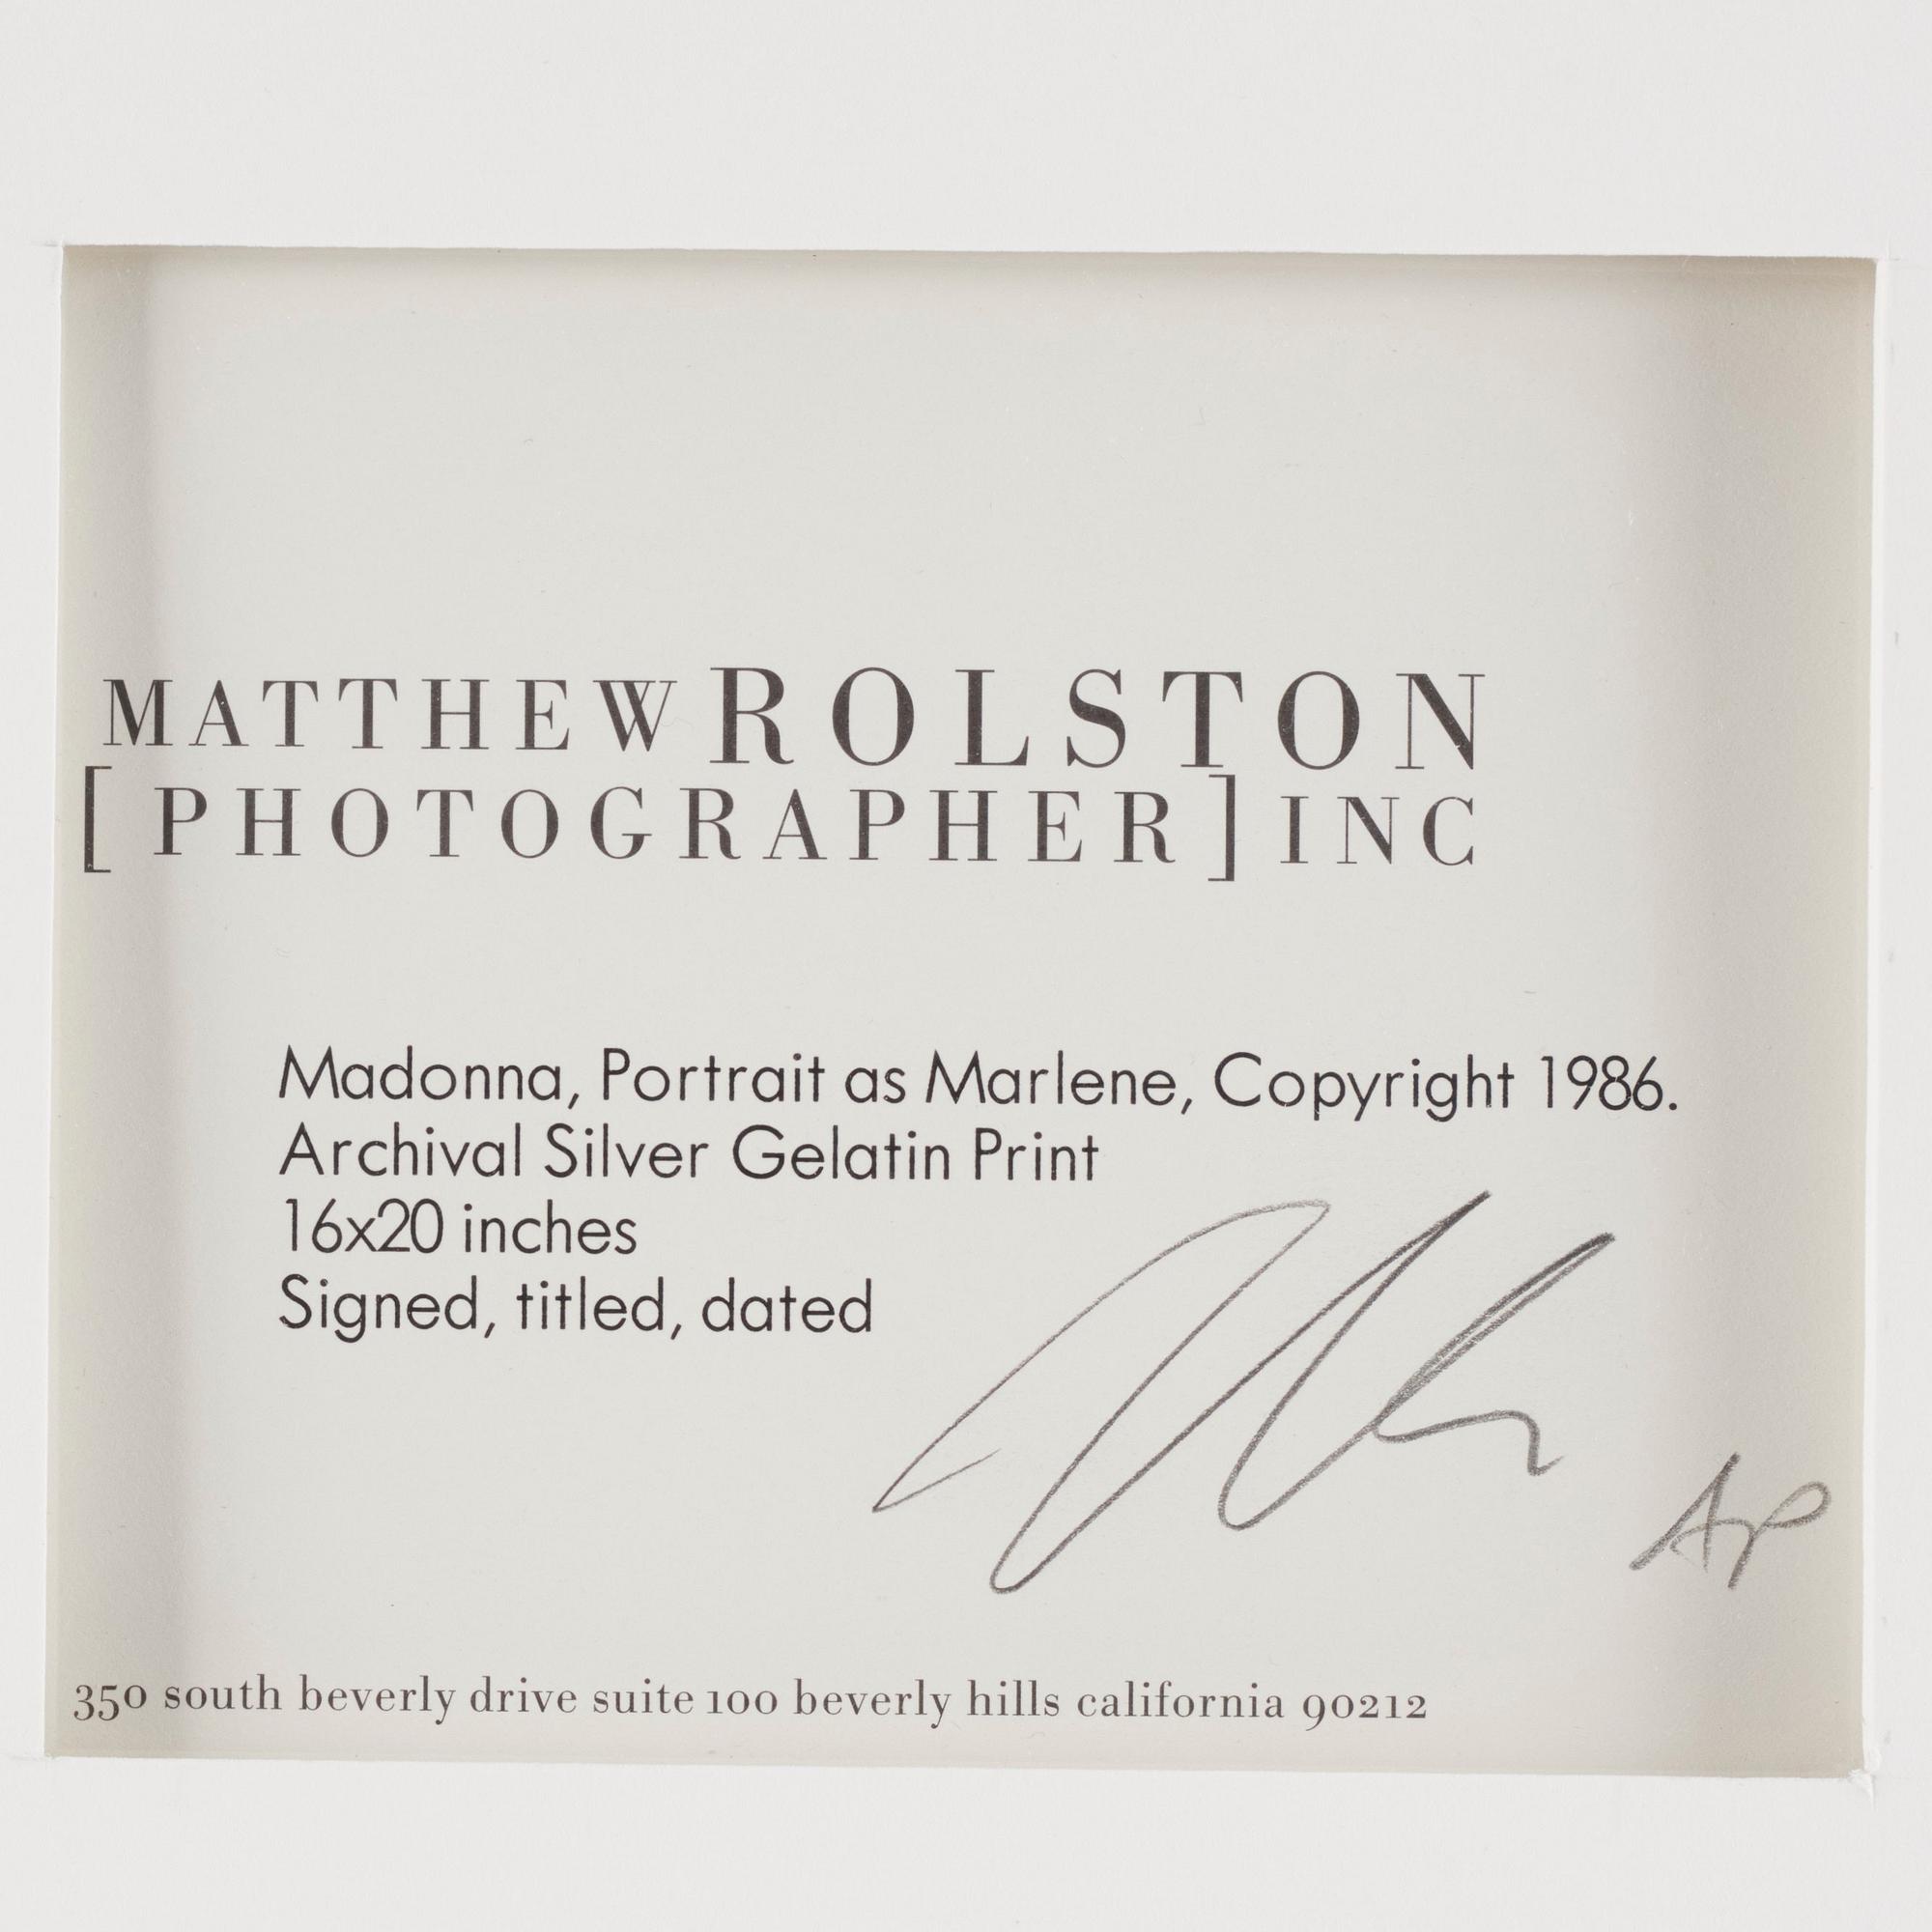 MATTHEW ROLSTON
[PHOTOGRAPHER] INC
Madonna, Portrait as Marlene, Copyright 1986.
Archival Silver Gelatin Print
16x20 inches
Signed, titled, dated
AP
350 south beverly drive suite 100 beverly hills california 90212